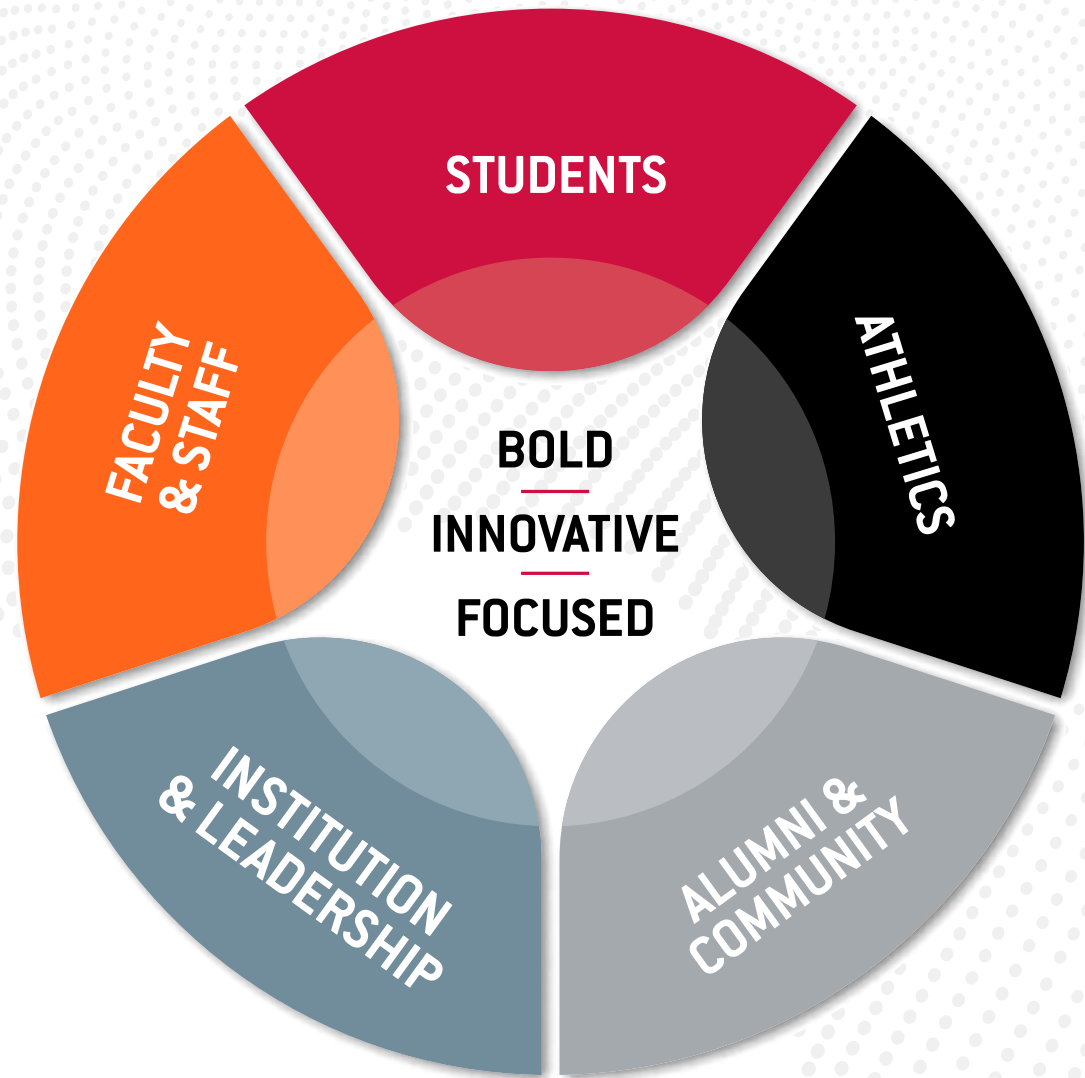 STUDENTS
ATHLETICS
ALUMNI &
COMMUNITY
INSTITUTION
& LEADERSHIP
FACULTY
& STAFF
BOLD
INNOVATIVE
FOCUSED